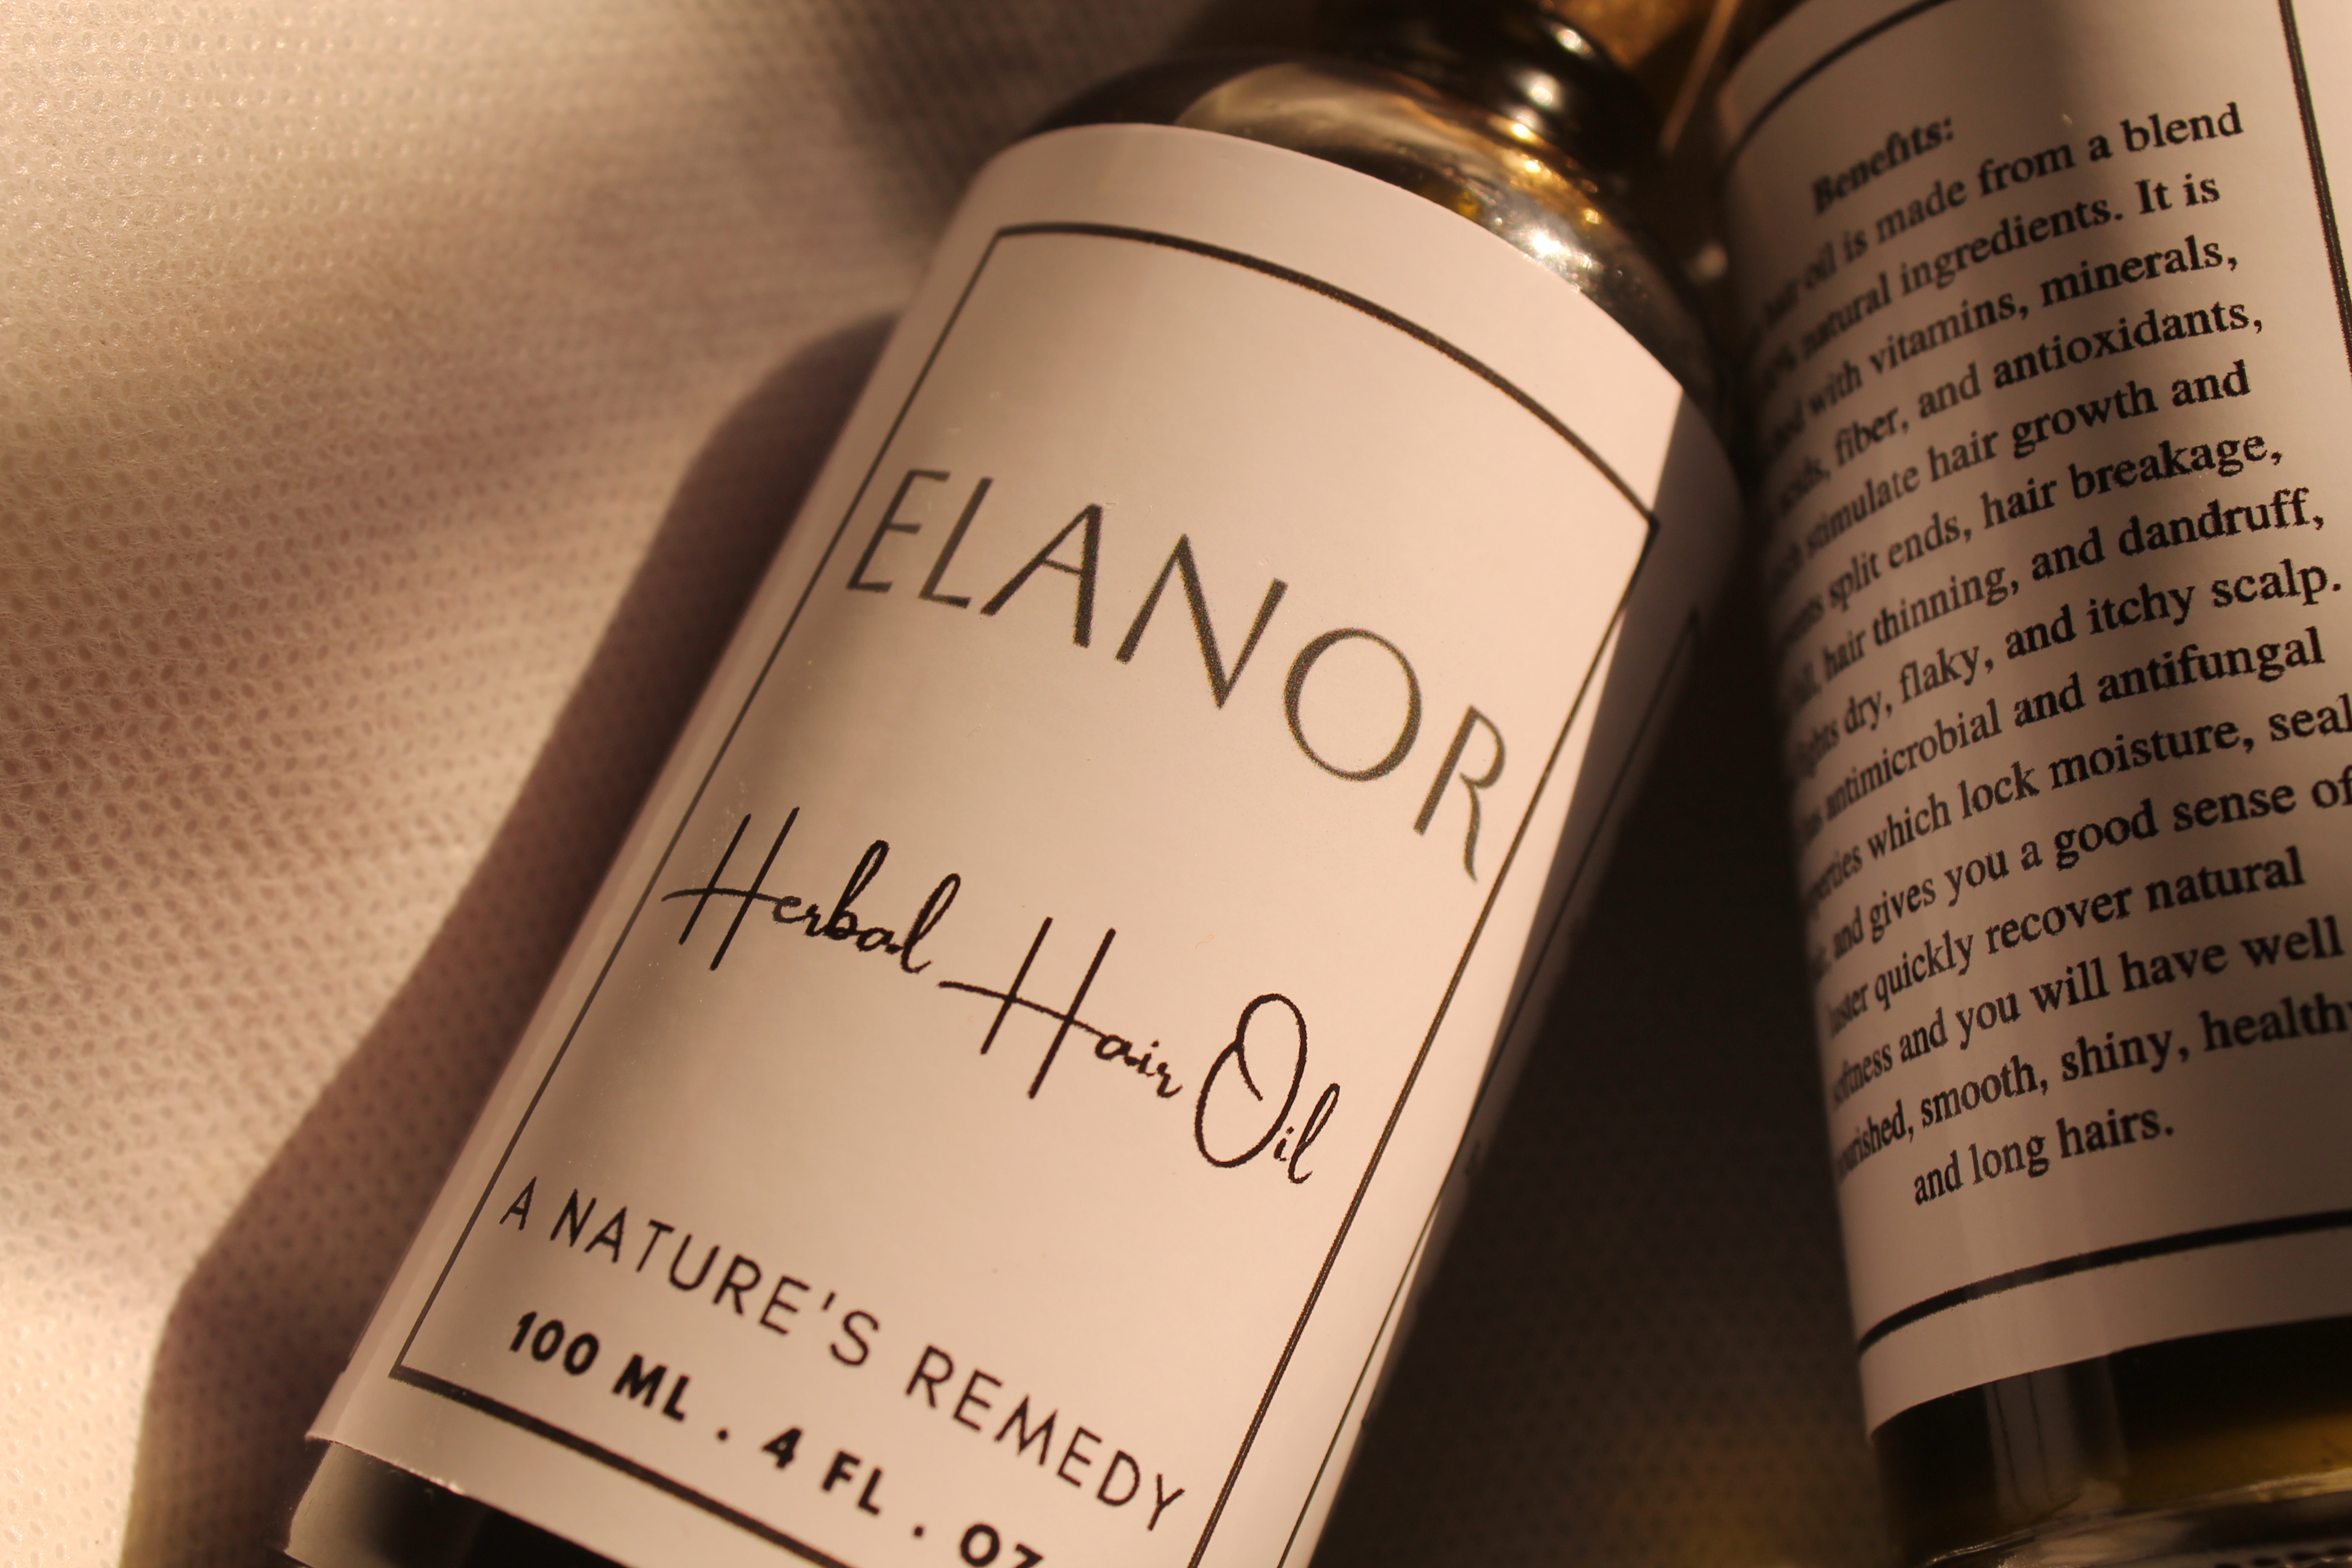 ELANOR
Herbal Hair Oil
A NATURE'S REMEDY
100 ML . 4 FL . OZ
Benefits:
hair oil is made from a blend
natural ingredients. It is
with vitamins, minerals,
fiber, and antioxidants,
stimulate hair growth and
split ends, hair breakage,
hair thinning, and dandruff,
dry, flaky, and itchy scalp.
antimicrobial and antifungal
which lock moisture, seal
and gives you a good sense of
quickly recover natural
softness and you will have well
nourished, smooth, shiny, healthy
and long hairs.